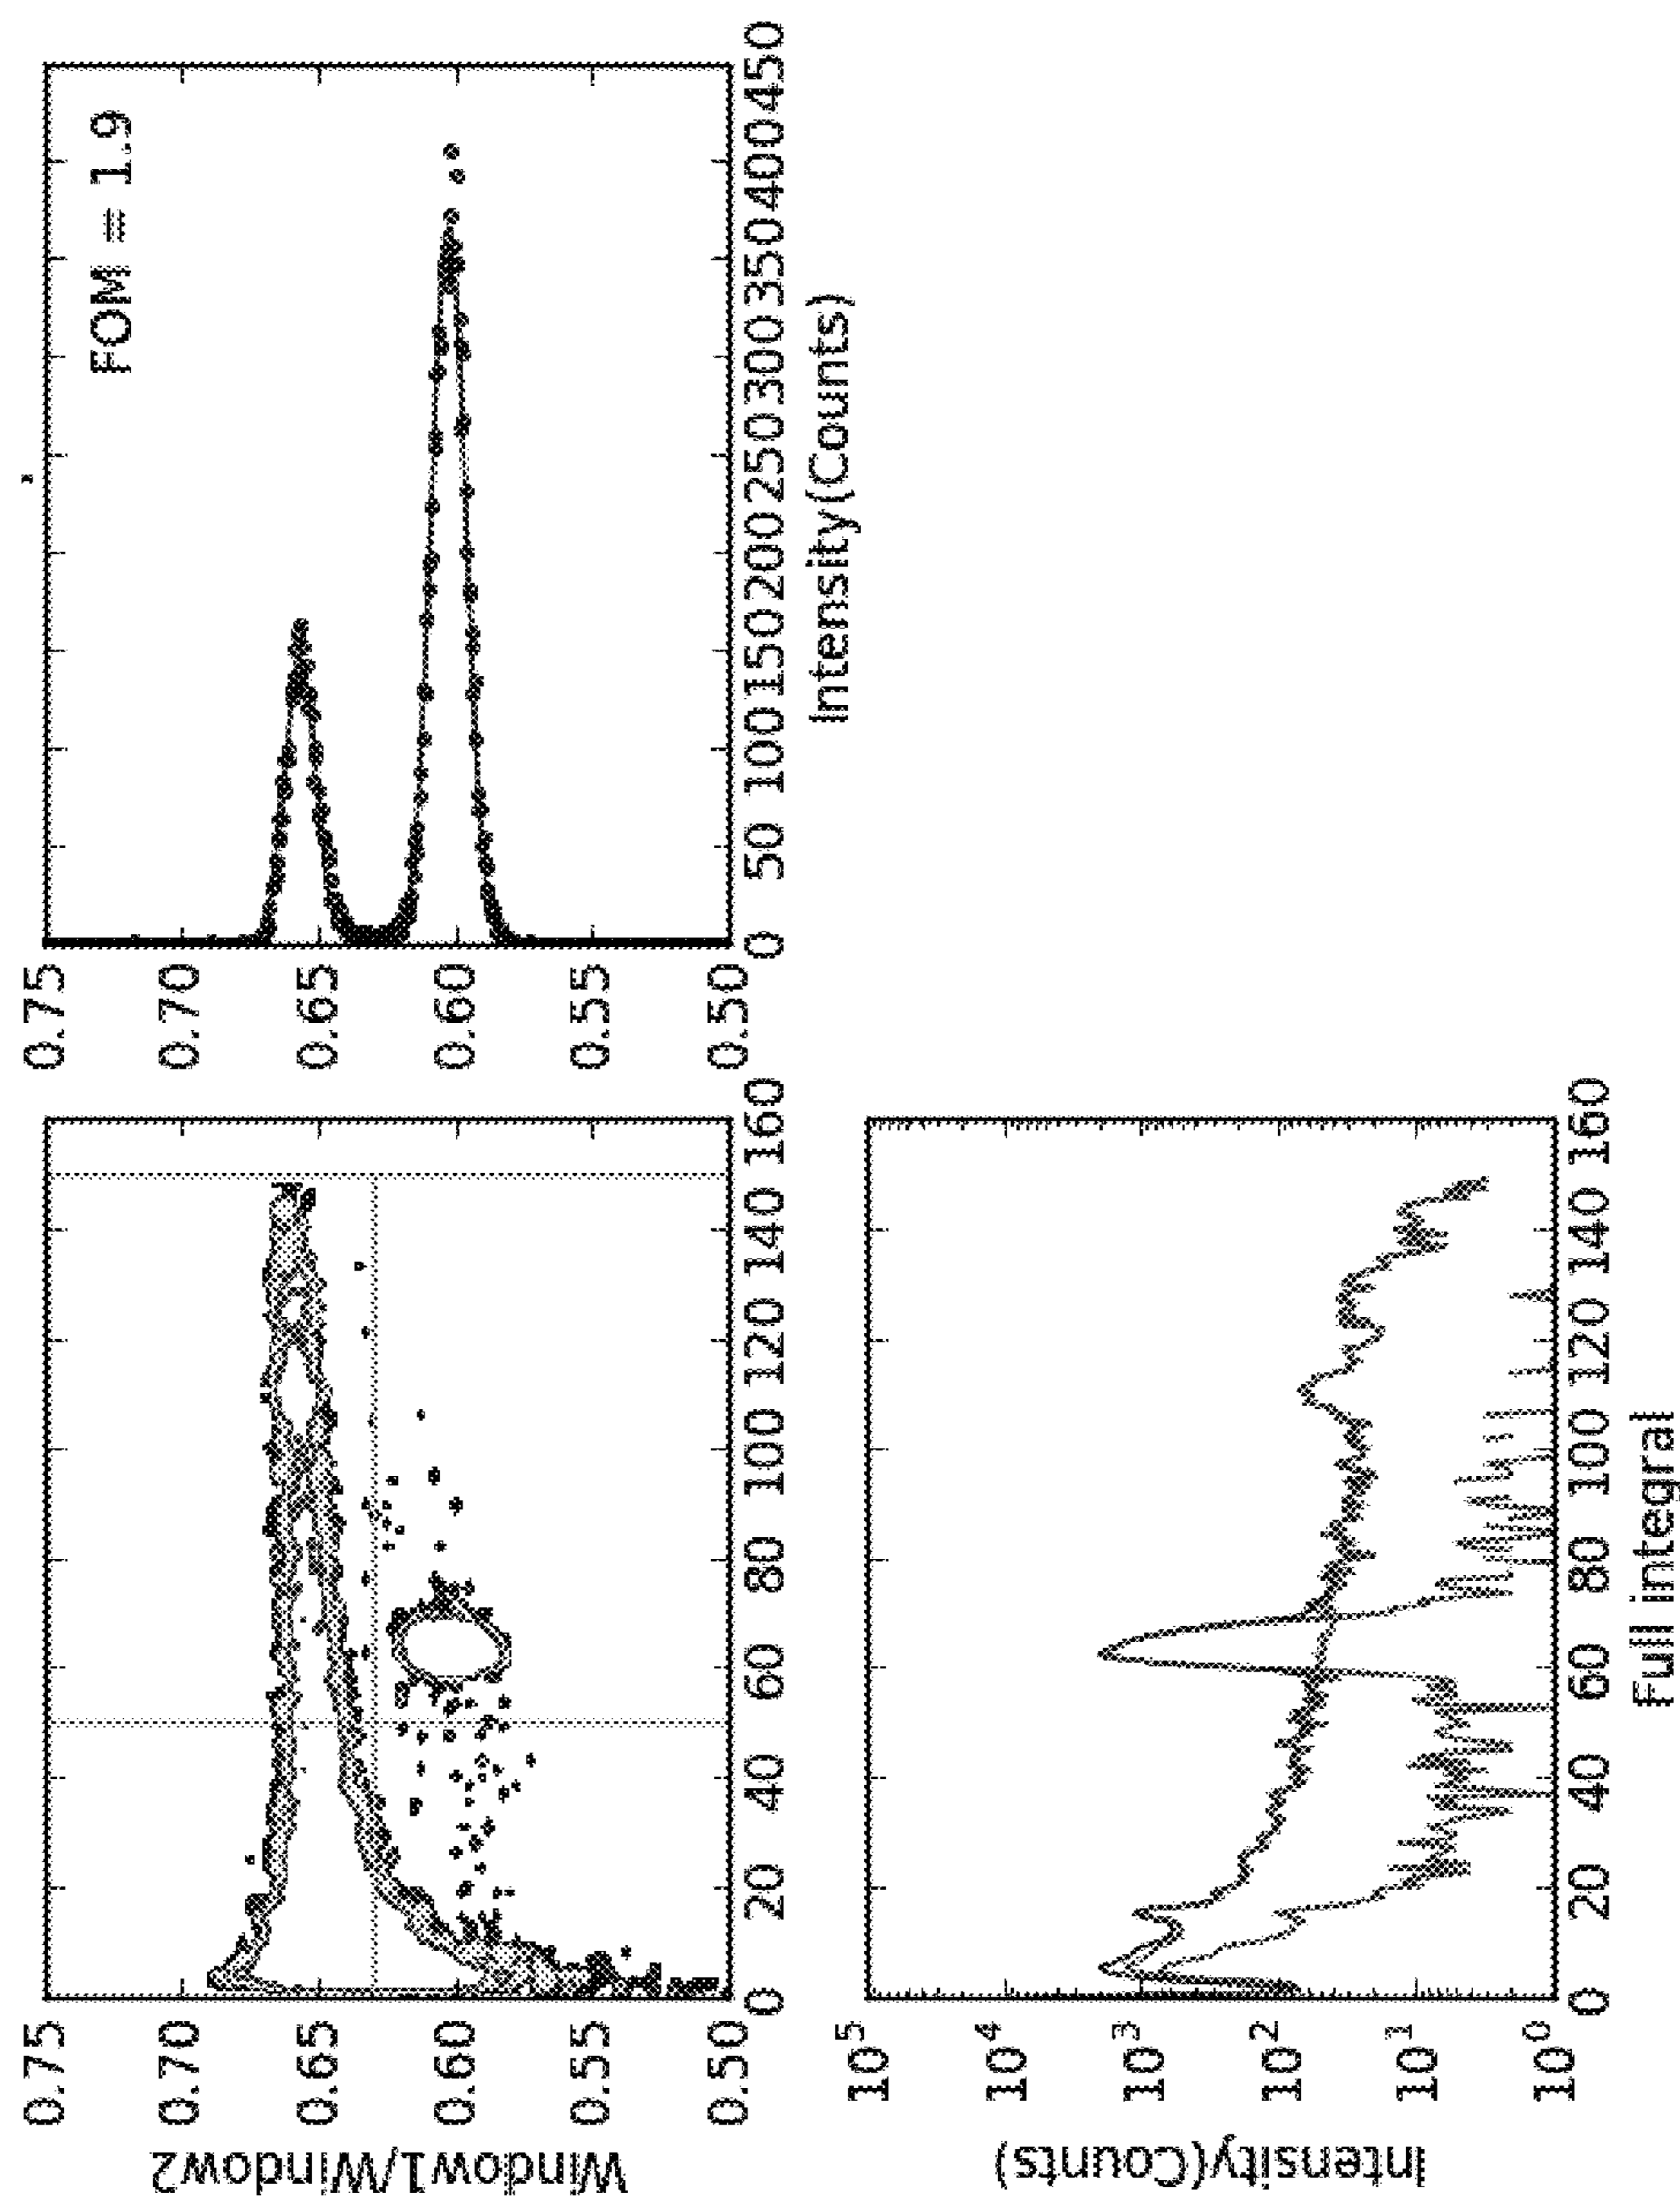 Window1/Window2
0.75
0.70
0.65
0.60
0.55
0.50
0 20 40 60 80 100 120 140 160
FOM = 1.9
0.75
0.70
0.65
0.60
0.55
0.50
0 50 100 150 200 250 300 350 400 450
Intensity(Counts)
Intensity(Counts)
10⁵
10⁴
10³
10²
10¹
10⁰
0 20 40 60 80 100 120 140 160
Full integral